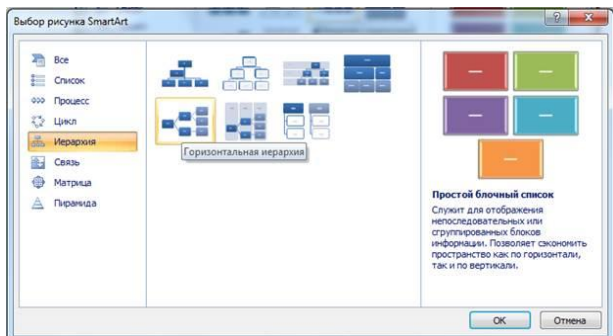 Выбор рисунка SmartArt
Все
Список
Процесс
Цикл
Иерархия
Связь
Матрица
Пирамида
Горизонтальная иерархия
Простой блочный список
Служит для отображения
непоследовательных или
сгруппированных блоков
информации. Позволяет сэкономить
пространство как по горизонтали,
так и по вертикали.
ОК
Отмена